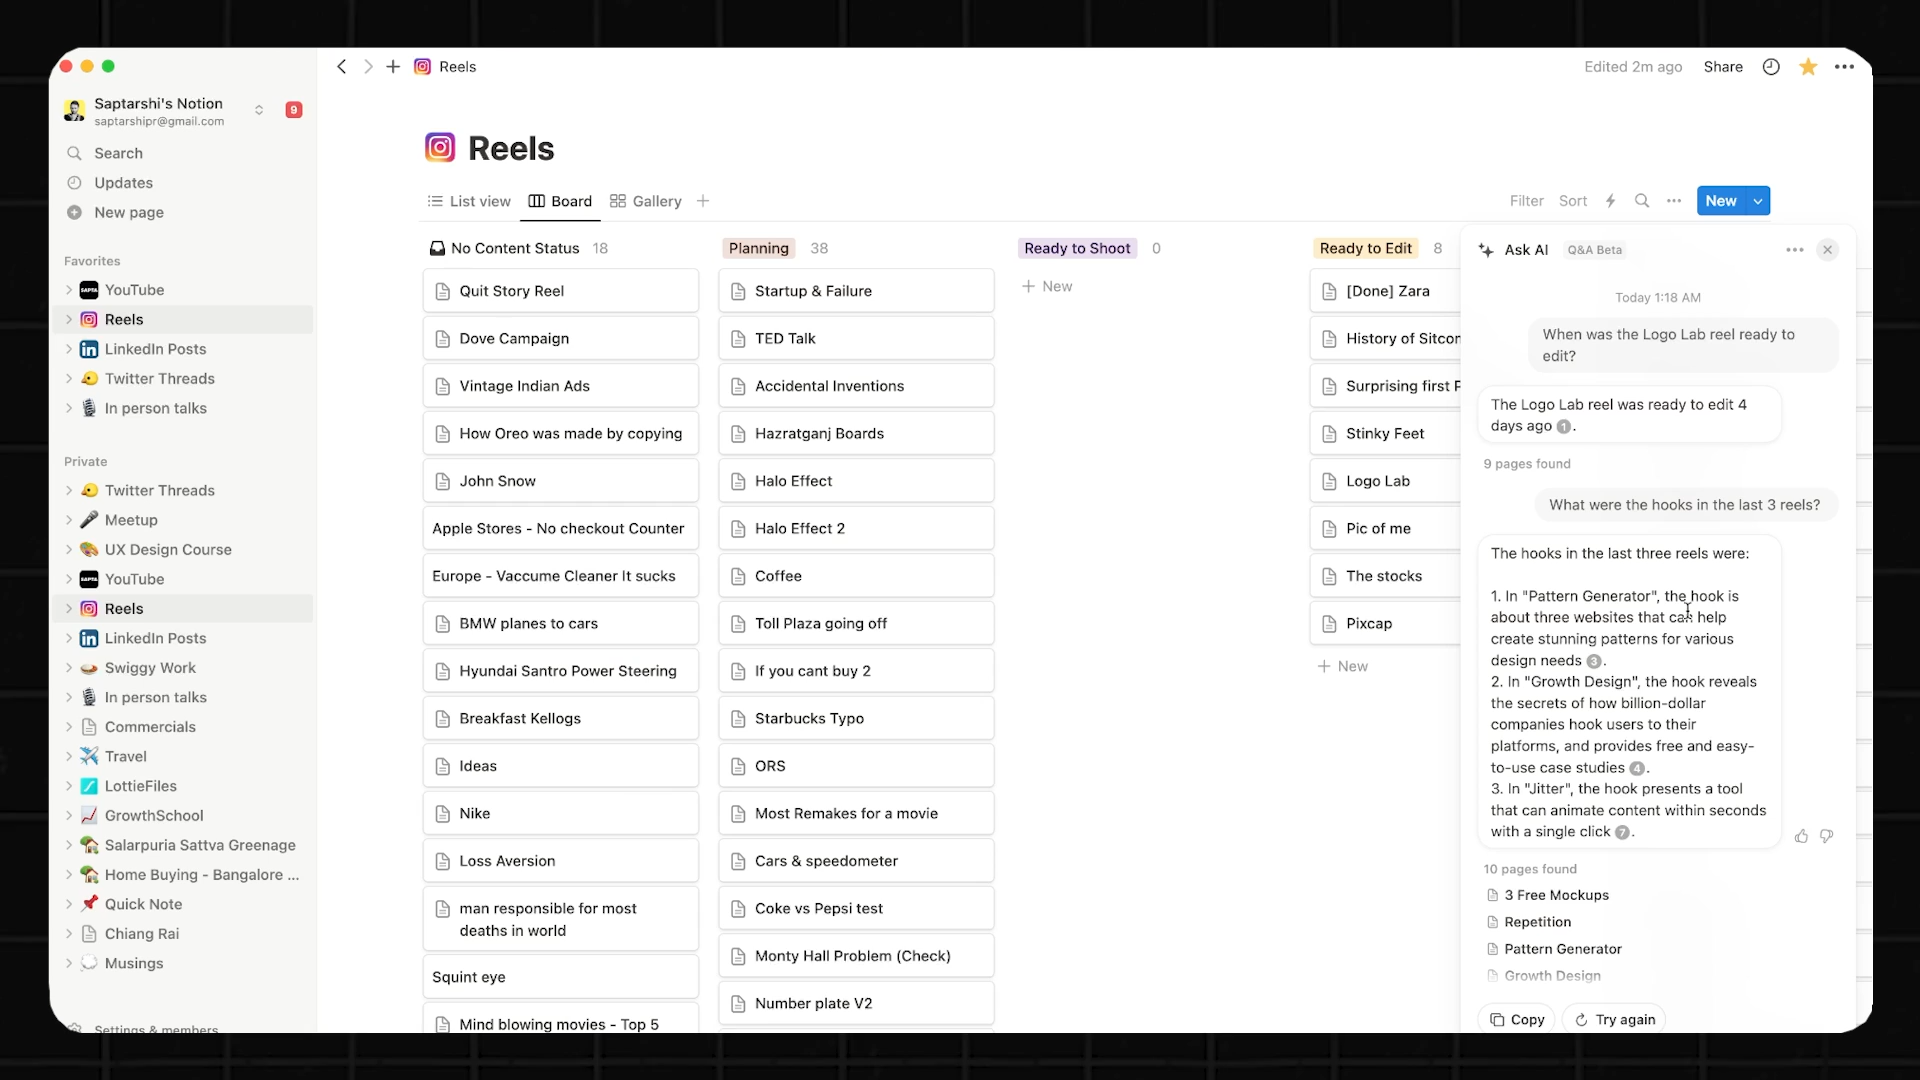 Saptarshi's Notion
saptarshipr@gmail.com
9
Search
Updates
New page
Favorites
SAPTA YouTube
Reels
LinkedIn Posts
Twitter Threads
In person talks
Private
Twitter Threads
Meetup
UX Design Course
SAPTA YouTube
Reels
LinkedIn Posts
Swiggy Work
In person talks
Commercials
Travel
LottieFiles
GrowthSchool
Salarpuria Sattva Greenage
Home Buying - Bangalore ...
Quick Note
Chiang Rai
Musings
Settings & members
Reels
Edited 2m ago
Share
Reels
List view
Board
Gallery
Filter
Sort
New
No Content Status 18
Quit Story Reel
Dove Campaign
Vintage Indian Ads
How Oreo was made by copying
John Snow
Apple Stores - No checkout Counter
Europe - Vaccume Cleaner It sucks
BMW planes to cars
Hyundai Santro Power Steering
Breakfast Kellogs
Ideas
Nike
Loss Aversion
man responsible for most
deaths in world
Squint eye
Mind blowing movies - Top 5
Planning 38
Startup & Failure
TED Talk
Accidental Inventions
Hazratganj Boards
Halo Effect
Halo Effect 2
Coffee
Toll Plaza going off
If you cant buy 2
Starbucks Typo
ORS
Most Remakes for a movie
Cars & speedometer
Coke vs Pepsi test
Monty Hall Problem (Check)
Number plate V2
Ready to Shoot 0
New
Ready to Edit 8
[Done] Zara
History of Sitcom
Surprising first P
Stinky Feet
Logo Lab
Pic of me
The stocks
Pixcap
New
Ask AI Q&A Beta
Today 1:18 AM
When was the Logo Lab reel ready to
edit?
The Logo Lab reel was ready to edit 4
days ago 1.
9 pages found
What were the hooks in the last 3 reels?
The hooks in the last three reels were:
1. In "Pattern Generator", the hook is
about three websites that can help
create stunning patterns for various
design needs 3.
2. In "Growth Design", the hook reveals
the secrets of how billion-dollar
companies hook users to their
platforms, and provides free and easy-
to-use case studies 4.
3. In "Jitter", the hook presents a tool
that can animate content within seconds
with a single click 7.
10 pages found
3 Free Mockups
Repetition
Pattern Generator
Growth Design
Copy
Try again